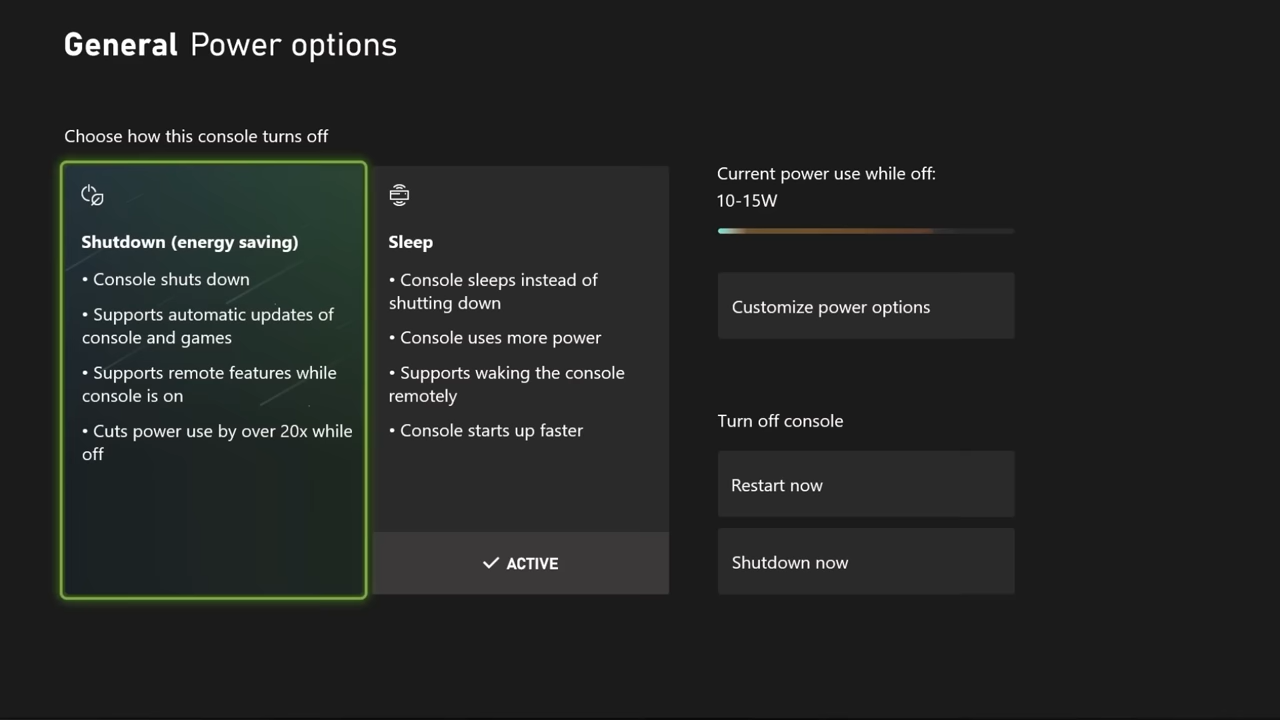 General Power options
Choose how this console turns off
Shutdown (energy saving)
• Console shuts down
• Supports automatic updates of
console and games
• Supports remote features while
console is on
• Cuts power use by over 20x while
off
Sleep
• Console sleeps instead of
shutting down
• Console uses more power
• Supports waking the console
remotely
• Console starts up faster
ACTIVE
Current power use while off:
10-15W
Customize power options
Turn off console
Restart now
Shutdown now